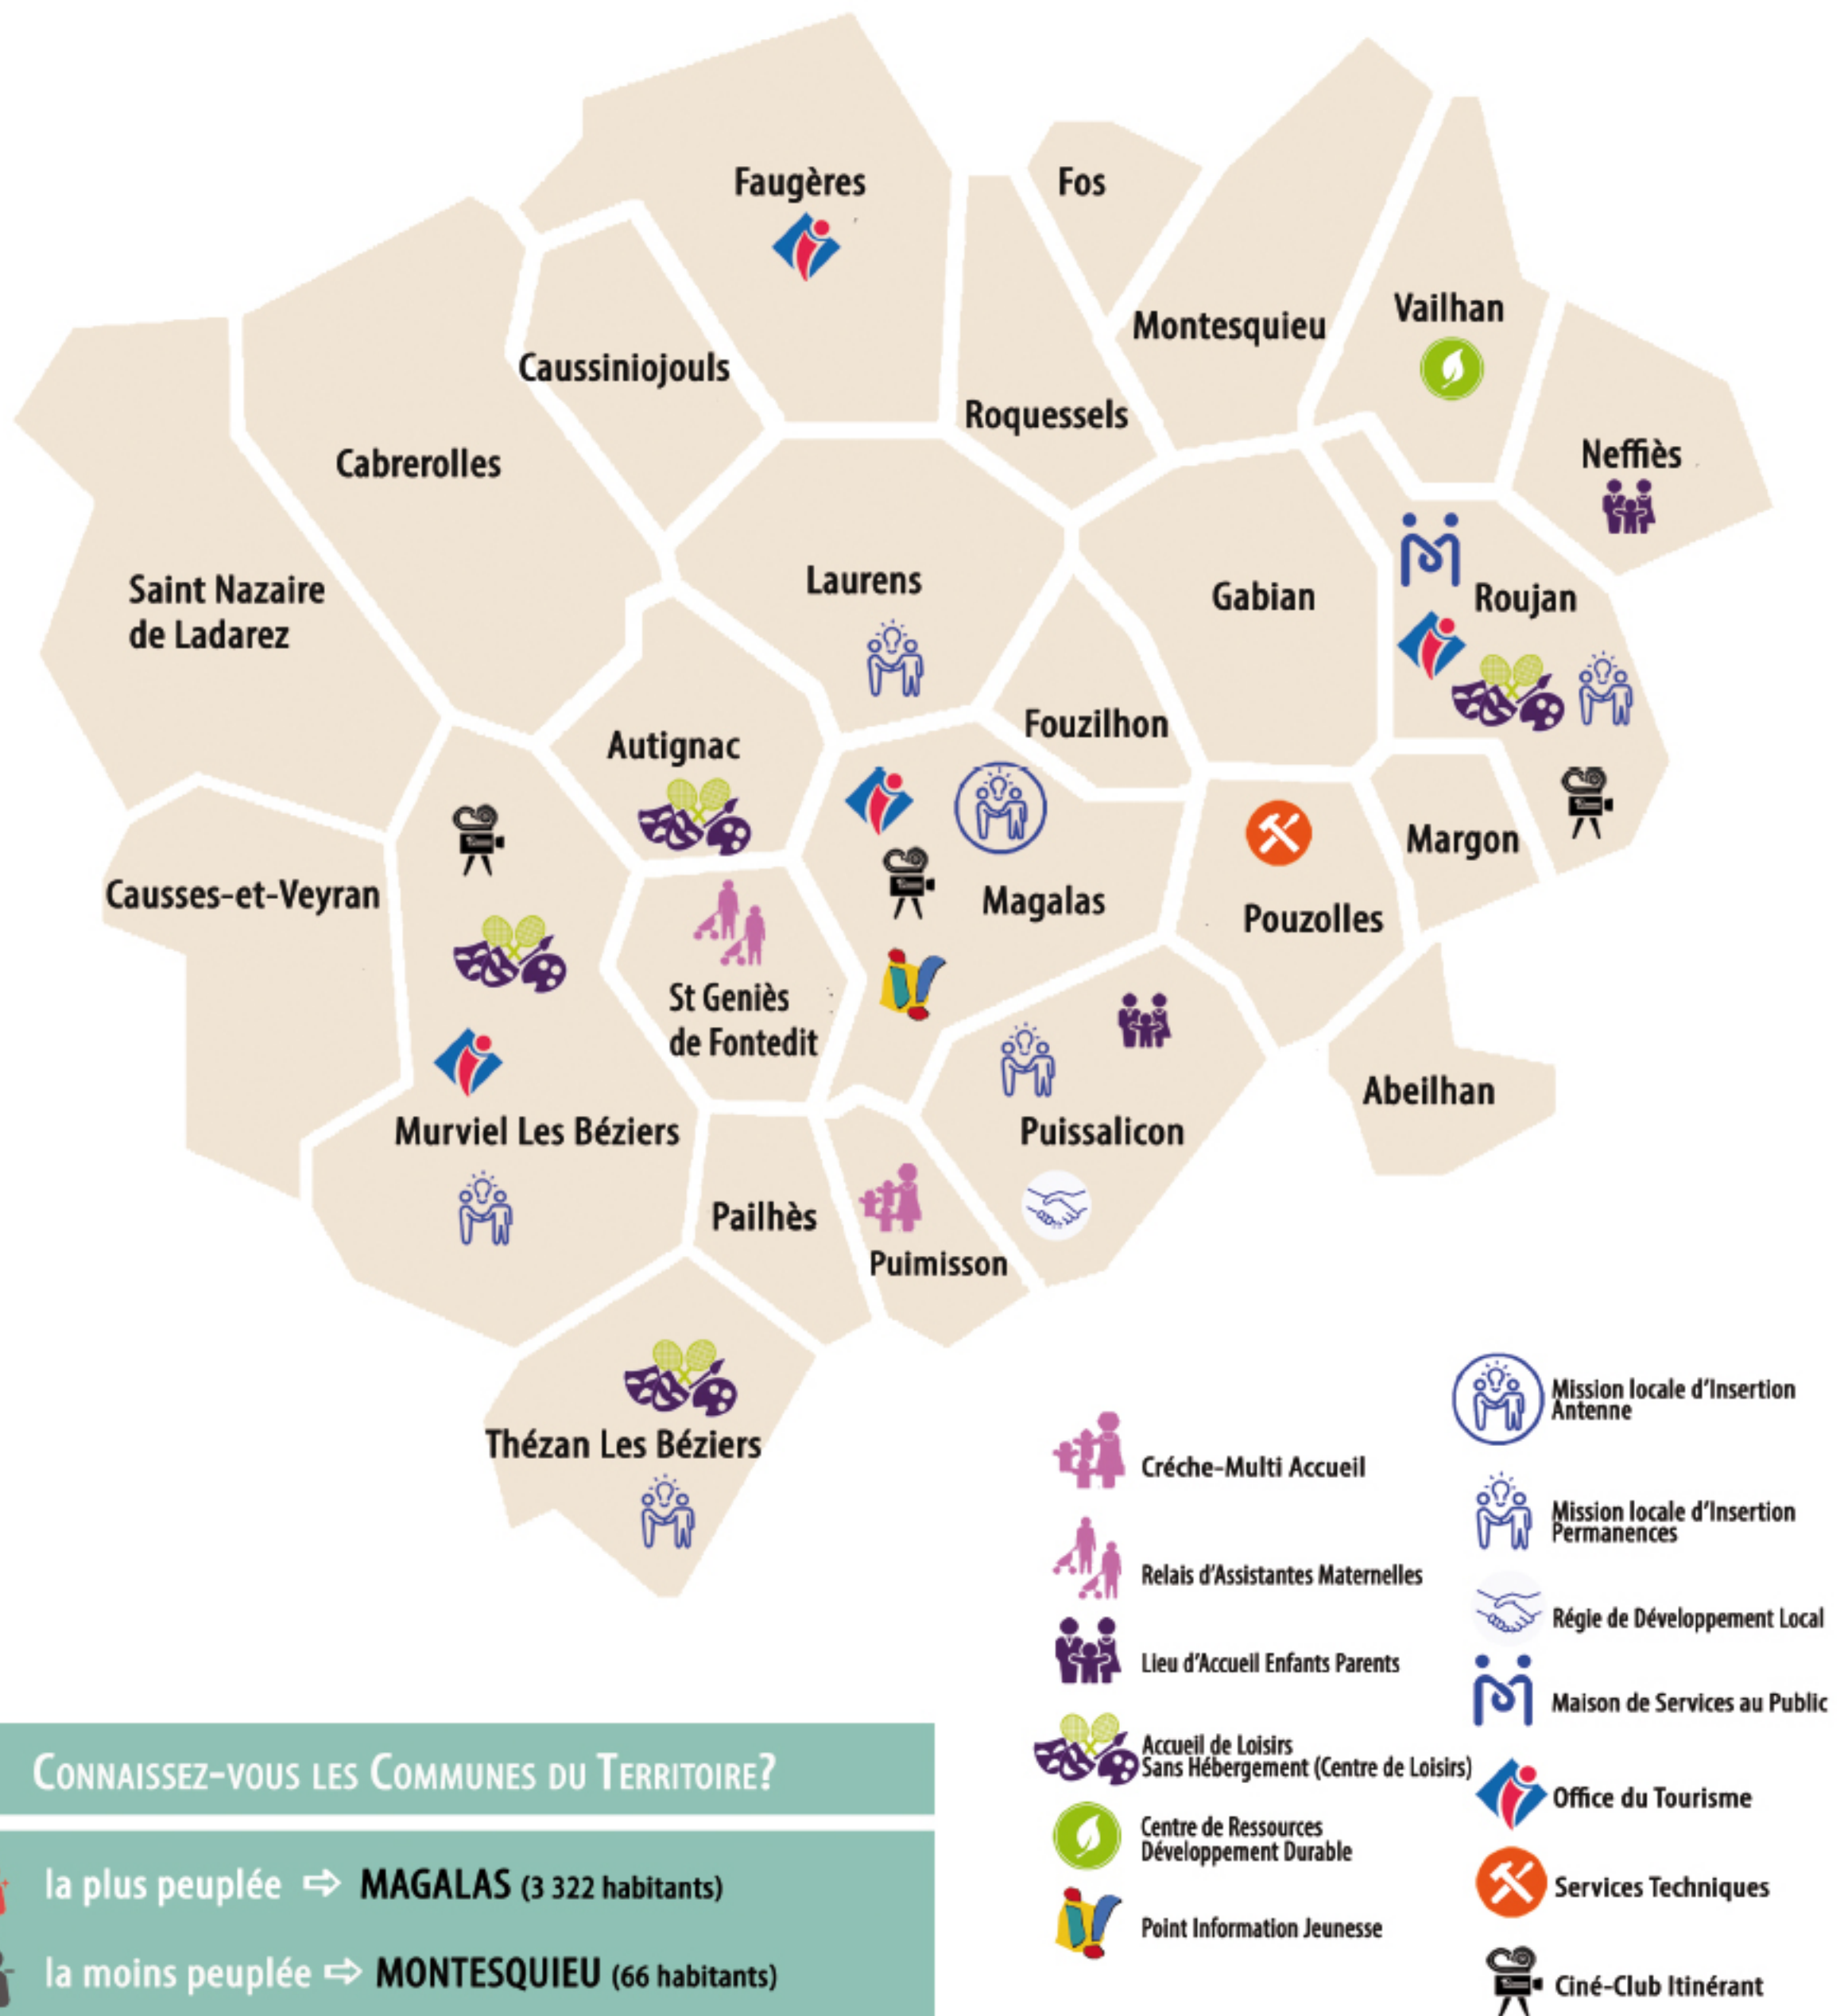 Faugères
Fos
Vailhan
Montesquieu
Caussiniojouls
Roquessels
Neffiès
Cabrerolles
Laurens
Saint Nazaire
de Ladarez
Gabian
Roujan
Fouzilhon
Autignac
Margon
Causses-et-Veyran
Magalas
Pouzolles
St Geniès
de Fontedit
Abeilhan
Murviel Les Béziers
Puissalicon
Pailhès
Puimisson
Thézan Les Béziers
Créche-Multi Accueil
Relais d'Assistantes Maternelles
Lieu d'Accueil Enfants Parents
Accueil de Loisirs
Sans Hébergement (Centre de Loisirs)
Centre de Ressources
Développement Durable
Point Information Jeunesse
Mission locale d'Insertion
Antenne
Mission locale d'Insertion
Permanences
Régie de Développement Local
Maison de Services au Public
Office du Tourisme
Services Techniques
Ciné-Club Itinérant
CONNAISSEZ-VOUS LES COMMUNES DU TERRITOIRE?
la plus peuplée ⇨ MAGALAS (3 322 habitants)
la moins peuplée ⇨ MONTESQUIEU (66 habitants)